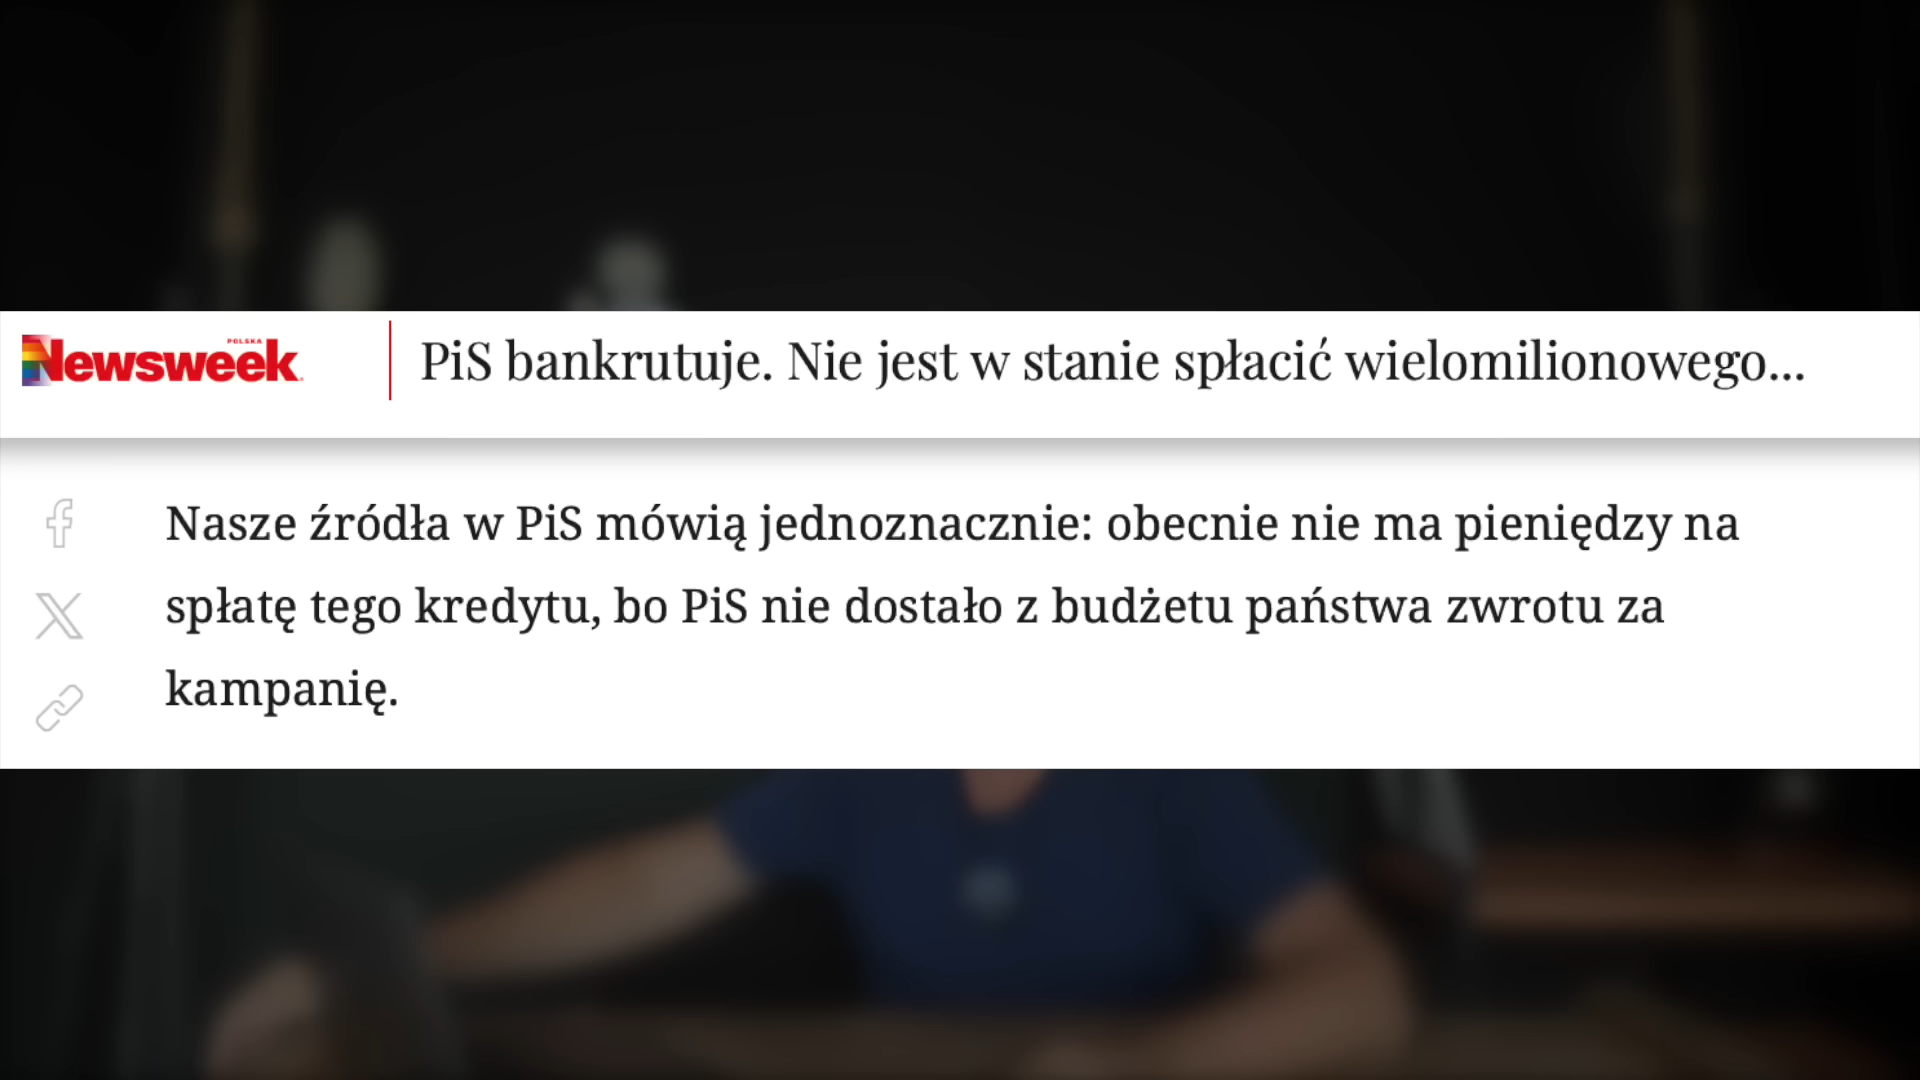 POLSKA
Newsweek
PiS bankrutuje. Nie jest w stanie spłacić wielomilionowego...
Nasze źródła w PiS mówią jednoznacznie: obecnie nie ma pieniędzy na
spłatę tego kredytu, bo PiS nie dostało z budżetu państwa zwrotu za
kampanię.